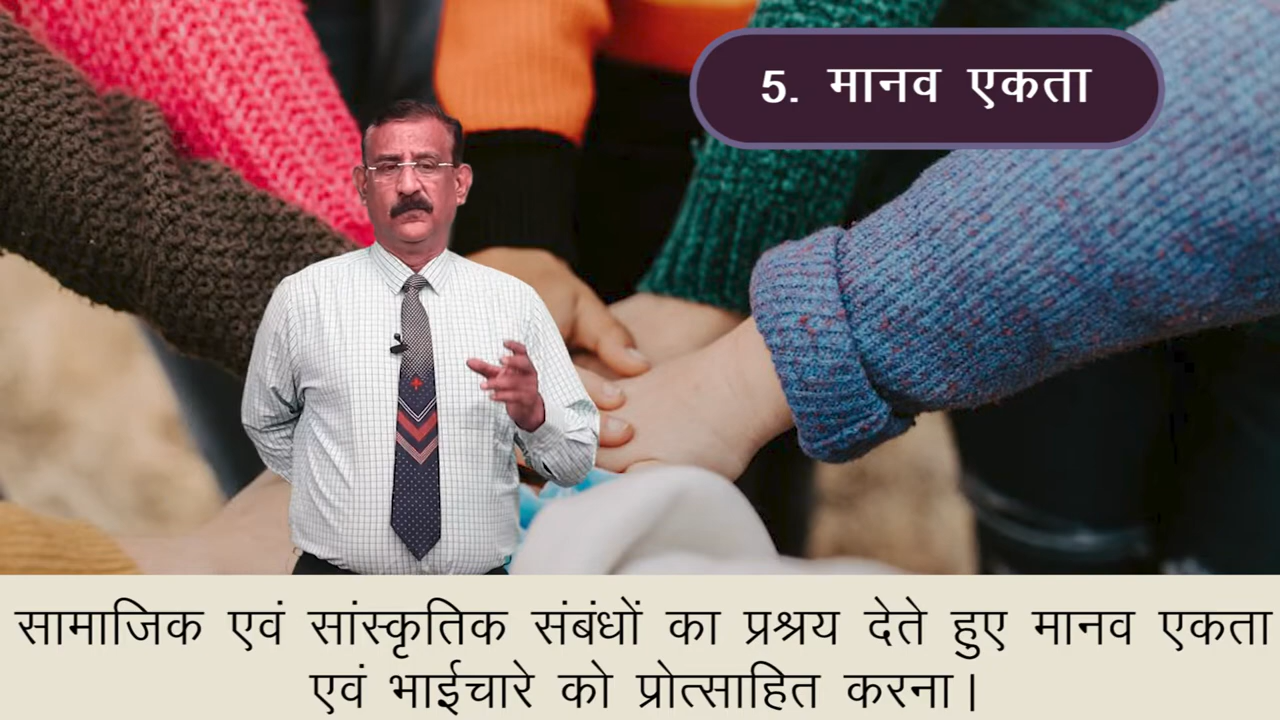 5. मानव एकता
सामाजिक एवं सांस्कृतिक संबंधों का प्रश्रय देते हुए मानव एकता
एवं भाईचारे को प्रोत्साहित करना।